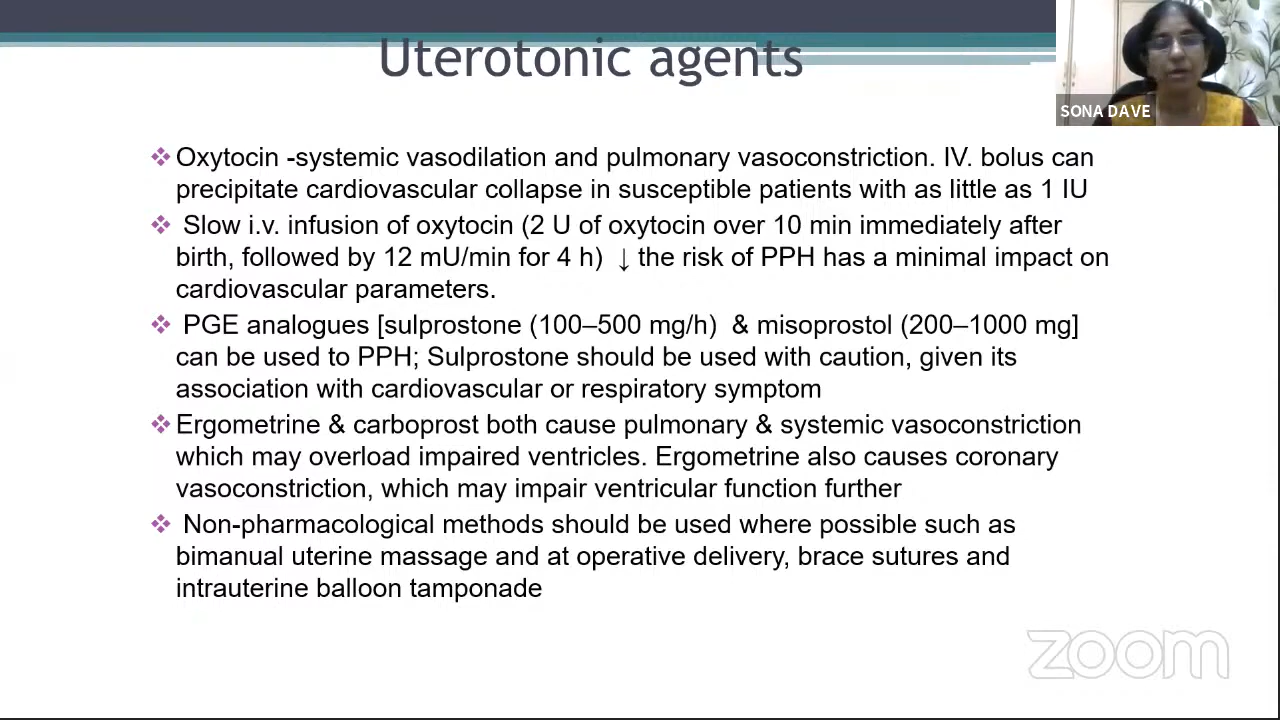 Uterotonic agents
SONA DAVE
Oxytocin -systemic vasodilation and pulmonary vasoconstriction. IV. bolus can
precipitate cardiovascular collapse in susceptible patients with as little as 1 IU
Slow i.v. infusion of oxytocin (2 U of oxytocin over 10 min immediately after
birth, followed by 12 mU/min for 4 h) ↓ the risk of PPH has a minimal impact on
cardiovascular parameters.
PGE analogues [sulprostone (100–500 mg/h) & misoprostol (200–1000 mg]
can be used to PPH; Sulprostone should be used with caution, given its
association with cardiovascular or respiratory symptom
Ergometrine & carboprost both cause pulmonary & systemic vasoconstriction
which may overload impaired ventricles. Ergometrine also causes coronary
vasoconstriction, which may impair ventricular function further
Non-pharmacological methods should be used where possible such as
bimanual uterine massage and at operative delivery, brace sutures and
intrauterine balloon tamponade
zoom